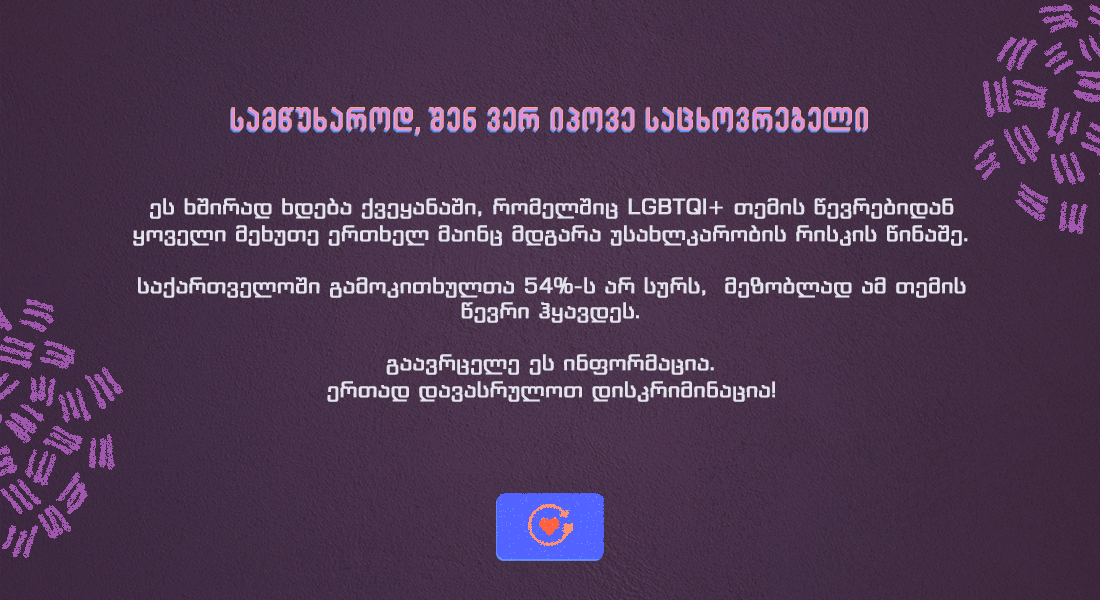 სამწუხაროდ, შენ ვერ იპოვე საცხოვრებელი
ეს ხშირად ხდება ქვეყანაში, რომელშიც LGBTQI+ თემის წევრებიდან
ყოველი მეხუთე ერთხელ მაინც მდგარა უსახლკარობის რისკის წინაშე.
საქართველოში გამოკითხულთა 54%-ს არ სურს, მეზობლად ამ თემის
წევრი ჰყავდეს.
გაავრცელე ეს ინფორმაცია.
ერთად დავასრულოთ დისკრიმინაცია!